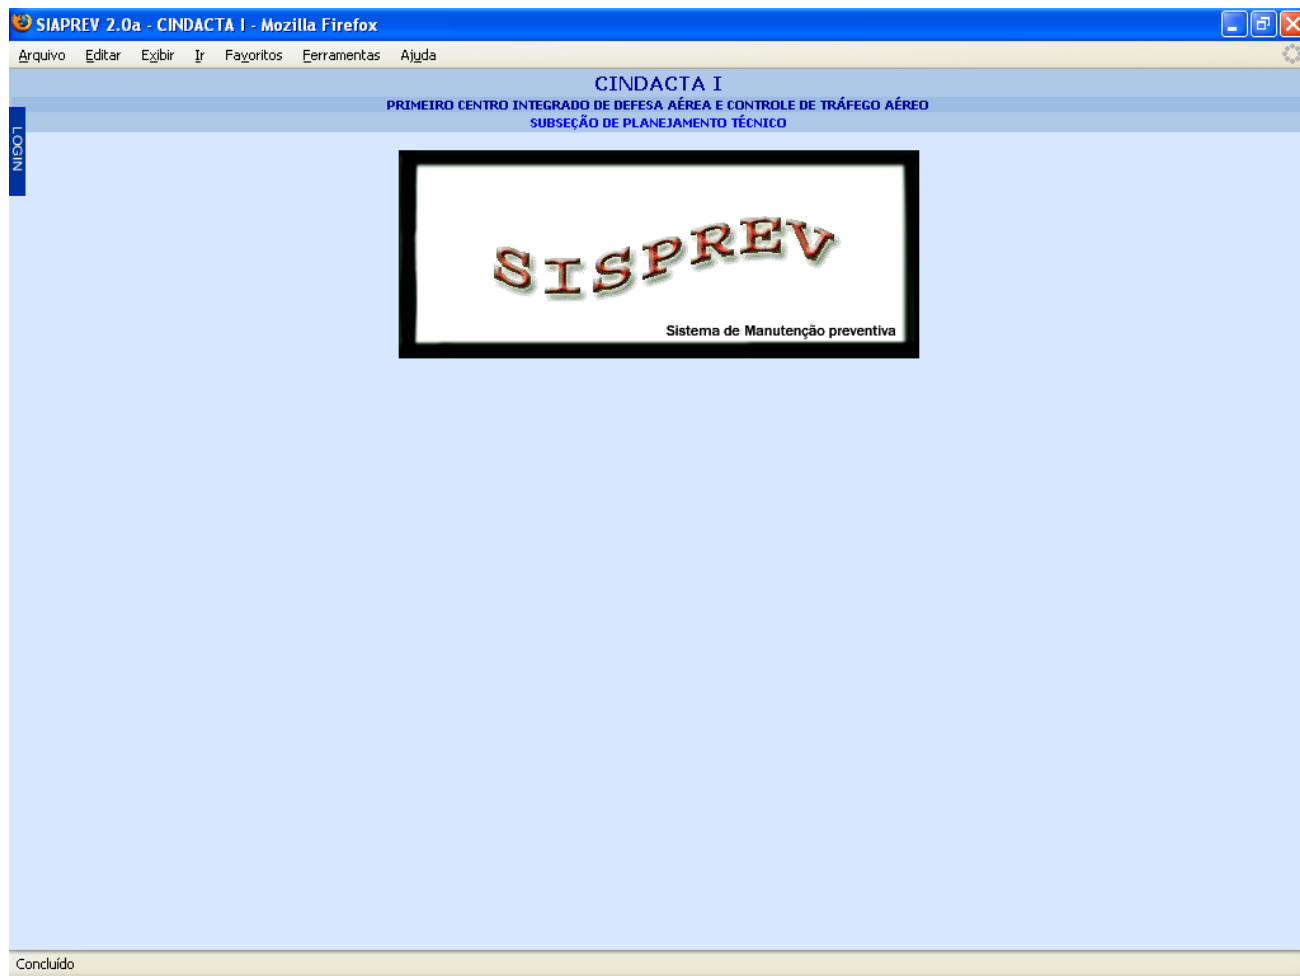 SIAPREV 2.0a - CINDACTA I - Mozilla Firefox
Arquivo Editar Exibir Ir Favoritos Ferramentas Ajuda
CINDACTA I
PRIMEIRO CENTRO INTEGRADO DE DEFESA AÉREA E CONTROLE DE TRÁFEGO AÉREO
SUBSEÇÃO DE PLANEJAMENTO TÉCNICO
LOGIN
SISPREV
Sistema de Manutenção preventiva
Concluído